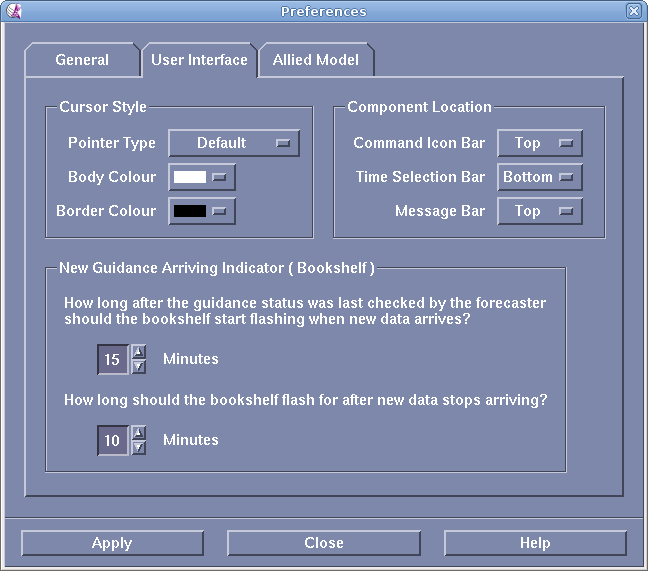 Preferences
General
User Interface
Allied Model
Cursor Style
Pointer Type Default
Body Colour
Border Colour
Component Location
Command Icon Bar Top
Time Selection Bar Bottom
Message Bar Top
New Guidance Arriving Indicator ( Bookshelf )
How long after the guidance status was last checked by the forecaster
should the bookshelf start flashing when new data arrives?
15 Minutes
How long should the bookshelf flash for after new data stops arriving?
10 Minutes
Apply
Close
Help